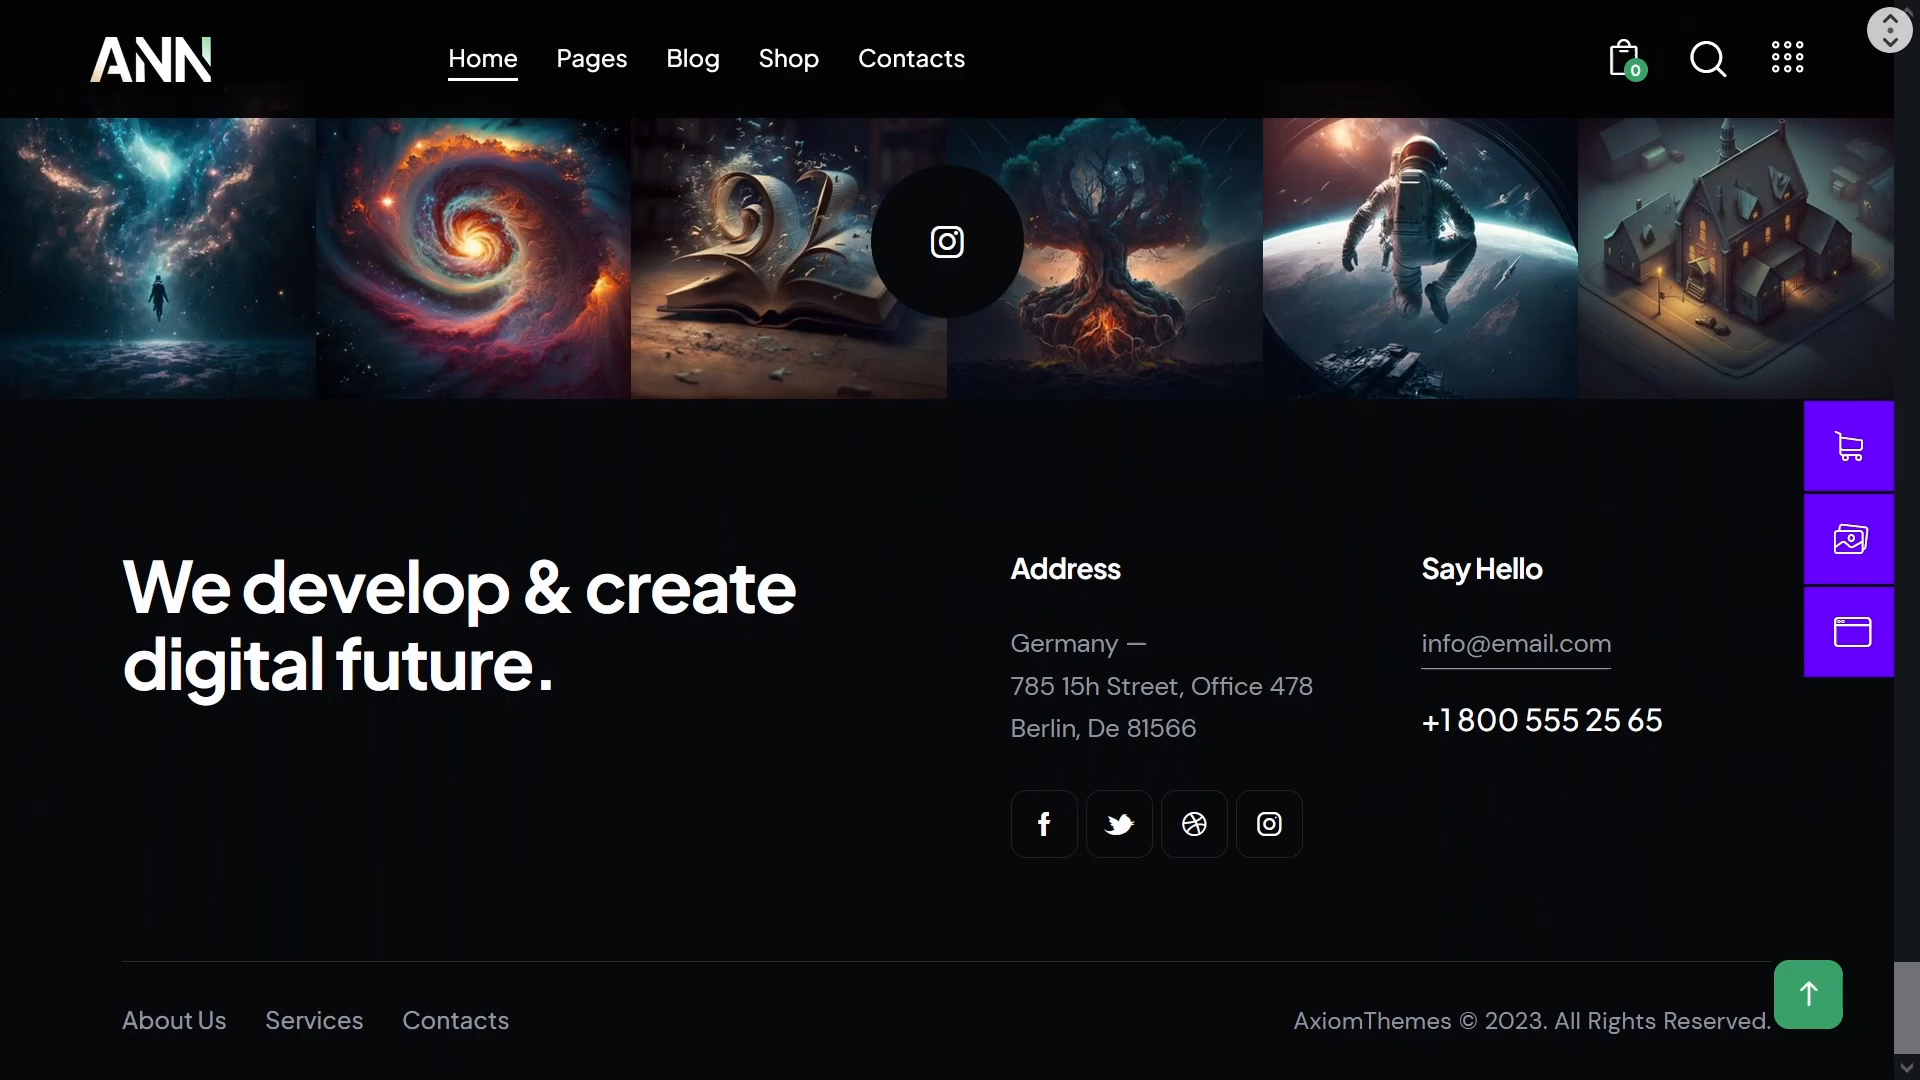 ANN
Home Pages Blog Shop Contacts
0
We develop & create
digital future.
Address
Germany —
785 15h Street, Office 478
Berlin, De 81566
Say Hello
info@email.com
+1 800 555 25 65
About Us Services Contacts
AxiomThemes © 2023. All Rights Reserved.